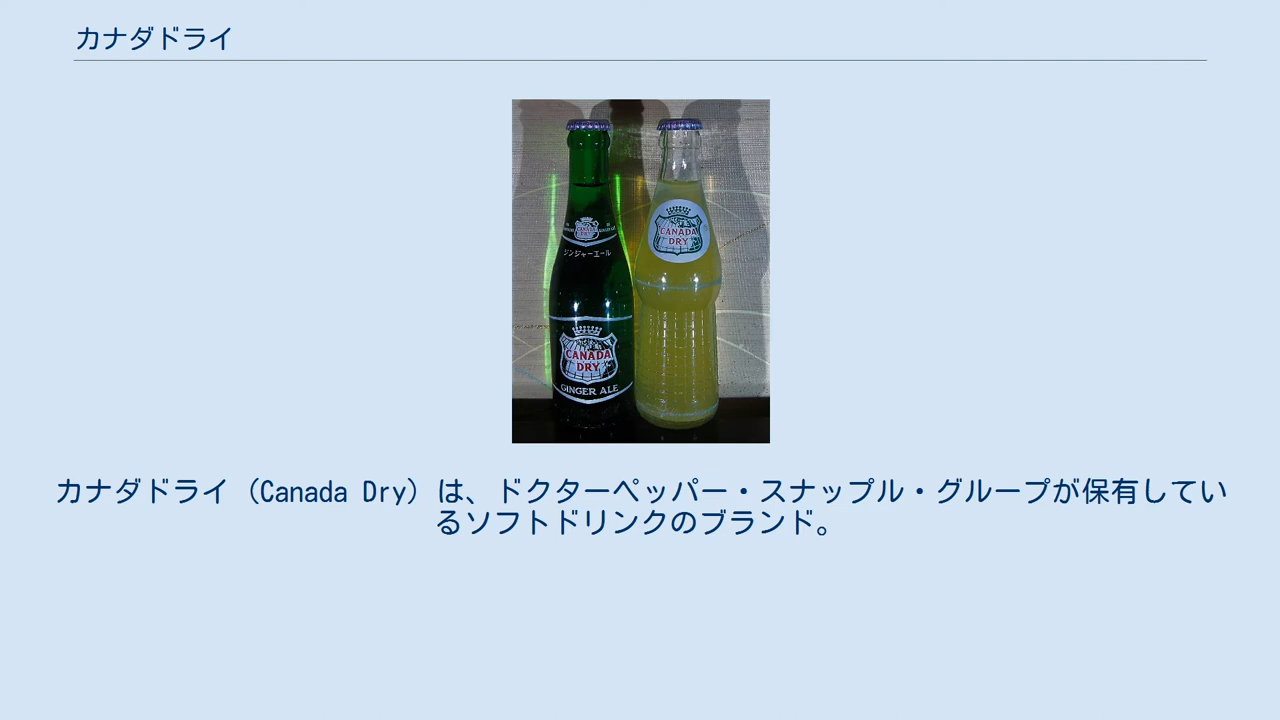 カナダドライ
CANADA
DRY
ジンジャーエール
CANADA
DRY
GINGER ALE
CANADA
DRY
カナダドライ（Canada Dry）は、ドクターペッパー・スナップル・グループが保有してい
るソフトドリンクのブランド。